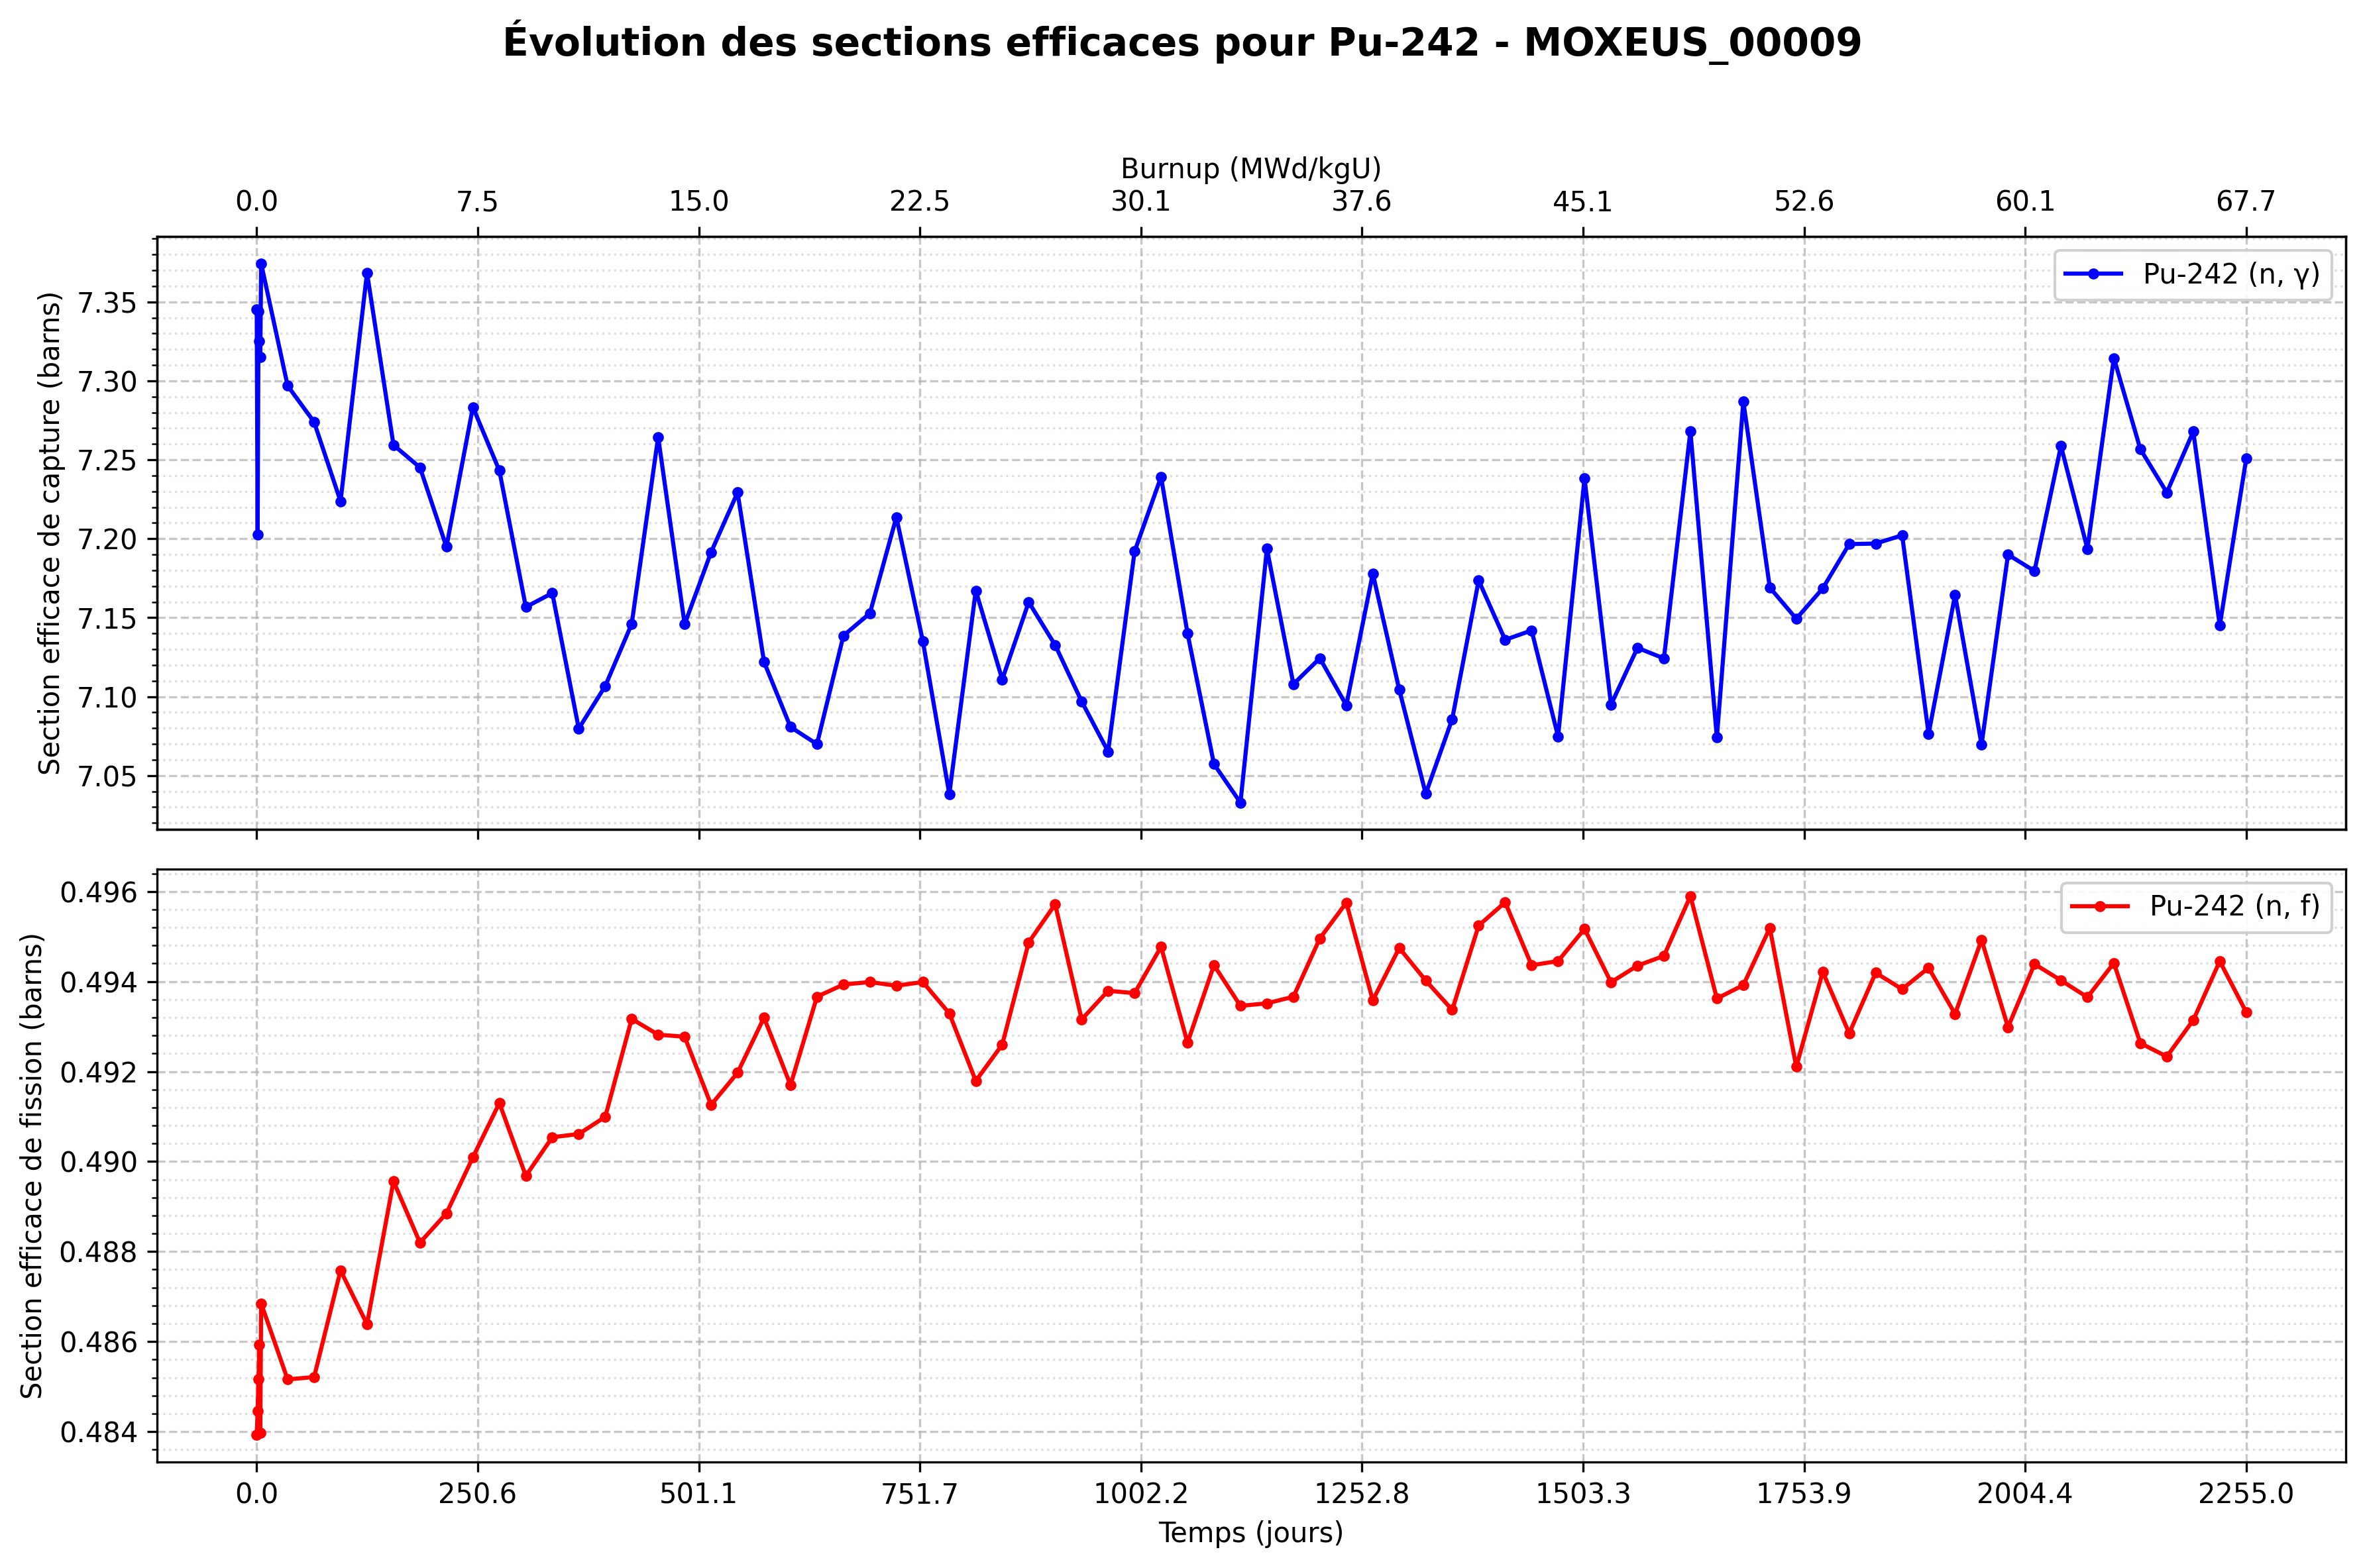 Évolution des sections efficaces pour Pu-242 - MOXEUS_00009
Burnup (MWd/kgU)
0.0 7.5 15.0 22.5 30.1 37.6 45.1 52.6 60.1 67.7
Section efficace de capture (barns)
7.35
7.30
7.25
7.20
7.15
7.10
7.05
Pu-242 (n, γ)
Section efficace de fission (barns)
0.496
0.494
0.492
0.490
0.488
0.486
0.484
Pu-242 (n, f)
0.0 250.6 501.1 751.7 1002.2 1252.8 1503.3 1753.9 2004.4 2255.0
Temps (jours)